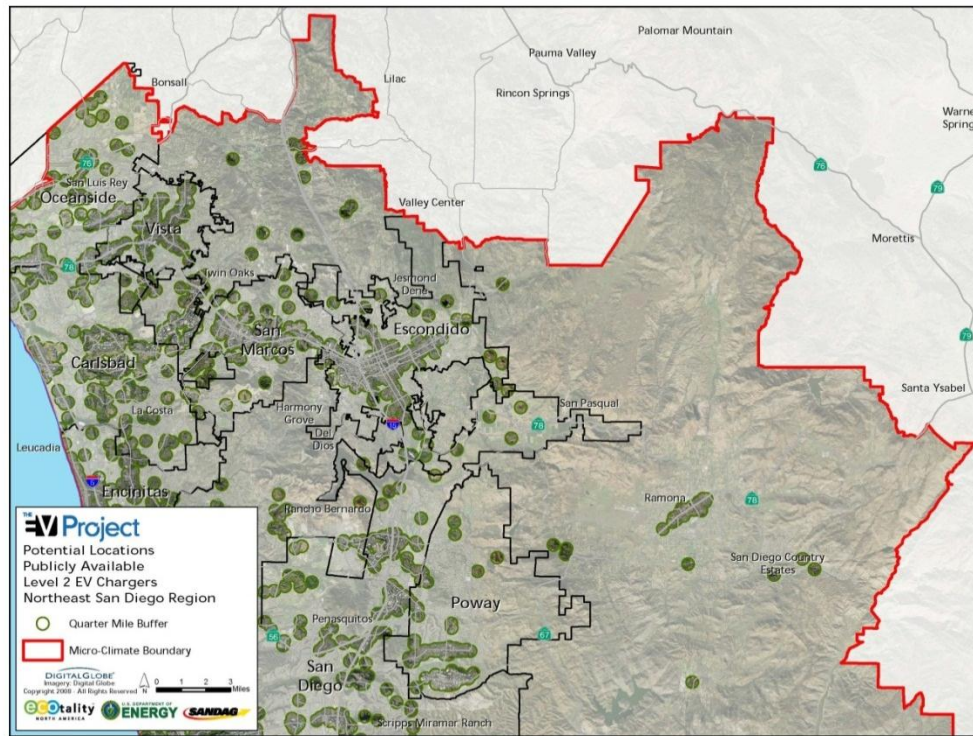 Palomar Mountain
Pauma Valley
Bonsall
Lilac
Rincon Springs
Warner
Spring
76
76
San Luis Rey
Oceanside
79
Valley Center
Vista
Morettis
78
Twin Oaks
Jesmond
Dene
San
Marcos
Escondido
79
Carlsbad
Santa Ysabel
La Costa
Harmony
Grove
San Pasqual
Del
Dios
15
78
Leucadia
5
Encinitas
Ramona
78
Rancho Bernardo
San Diego Country
Estates
Poway
Penasquitos
56
67
San
Diego
Scripps Miramar Ranch
THE EV Project
Potential Locations
Publicly Available
Level 2 EV Chargers
Northeast San Diego Region
Quarter Mile Buffer
Micro-Climate Boundary
DIGITALGLOBE
Imagery: Digital Globe
Copyright 2008 - All Rights Reserved
N
0 1 2 3
Miles
ecotality
NORTH AMERICA
U.S. DEPARTMENT OF
ENERGY
SANDAG